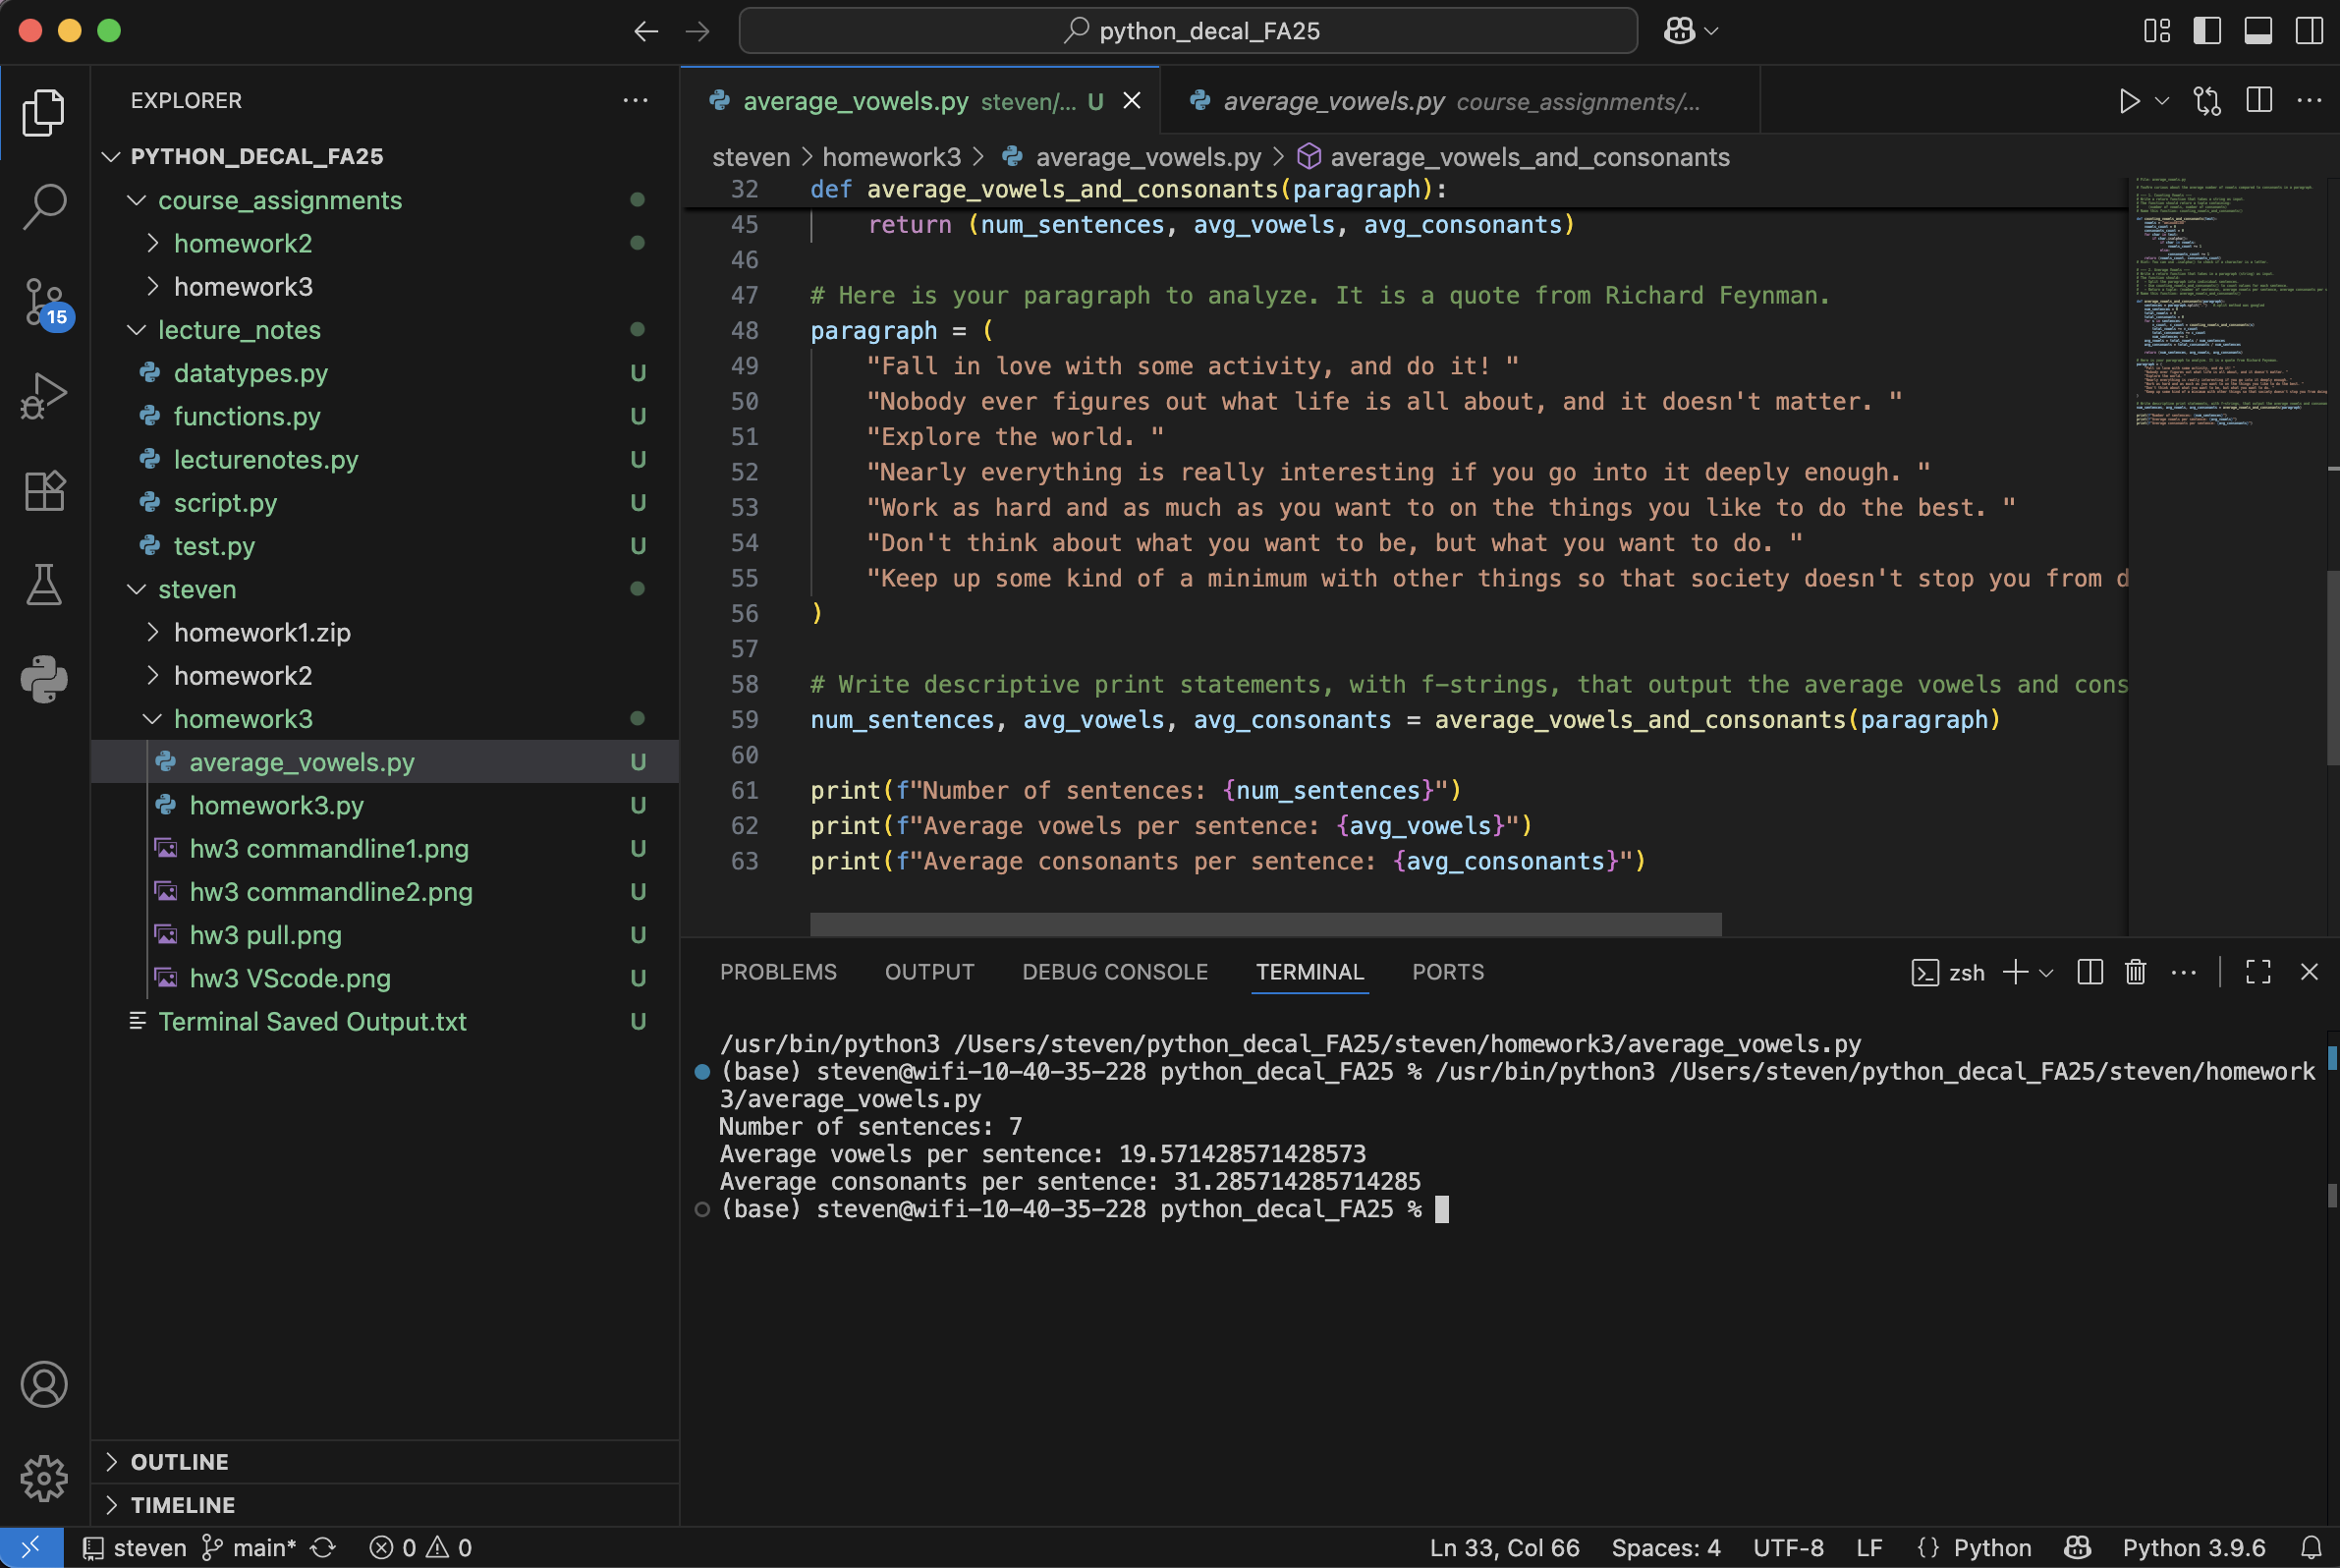 python_decal_FA25
EXPLORER
PYTHON_DECAL_FA25
course_assignments
homework2
homework3
lecture_notes
datatypes.py U
functions.py U
lecturenotes.py U
script.py U
test.py U
steven
homework1.zip
homework2
homework3
average_vowels.py U
homework3.py U
hw3 commandline1.png U
hw3 commandline2.png U
hw3 pull.png U
hw3 VScode.png U
Terminal Saved Output.txt U
15
OUTLINE
TIMELINE
average_vowels.py steven/... U
average_vowels.py course_assignments/...
steven > homework3 > average_vowels.py > average_vowels_and_consonants
32 def average_vowels_and_consonants(paragraph):
45 return (num_sentences, avg_vowels, avg_consonants)
46
47 # Here is your paragraph to analyze. It is a quote from Richard Feynman.
48 paragraph = (
49 "Fall in love with some activity, and do it! "
50 "Nobody ever figures out what life is all about, and it doesn't matter. "
51 "Explore the world. "
52 "Nearly everything is really interesting if you go into it deeply enough. "
53 "Work as hard and as much as you want to on the things you like to do the best. "
54 "Don't think about what you want to be, but what you want to do. "
55 "Keep up some kind of a minimum with other things so that society doesn't stop you from d
56 )
57
58 # Write descriptive print statements, with f-strings, that output the average vowels and cons
59 num_sentences, avg_vowels, avg_consonants = average_vowels_and_consonants(paragraph)
60
61 print(f"Number of sentences: {num_sentences}")
62 print(f"Average vowels per sentence: {avg_vowels}")
63 print(f"Average consonants per sentence: {avg_consonants}")
PROBLEMS OUTPUT DEBUG CONSOLE TERMINAL PORTS
zsh
/usr/bin/python3 /Users/steven/python_decal_FA25/steven/homework3/average_vowels.py
(base) steven@wifi-10-40-35-228 python_decal_FA25 % /usr/bin/python3 /Users/steven/python_decal_FA25/steven/homework
3/average_vowels.py
Number of sentences: 7
Average vowels per sentence: 19.571428571428573
Average consonants per sentence: 31.285714285714285
(base) steven@wifi-10-40-35-228 python_decal_FA25 %
steven main* 0 0
Ln 33, Col 66 Spaces: 4 UTF-8 LF {} Python Python 3.9.6